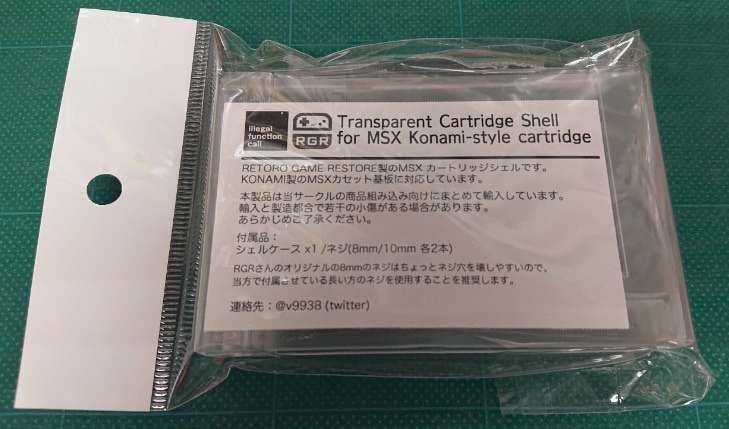 illegal
function
call
RGR
Transparent Cartridge Shell
for MSX Konami-style cartridge
RETORO GAME RESTORE製のMSX カートリッジシェルです。
KONAMI製のMSXカセット基板に対応しています。
本製品は当サークルの商品組み込み向けにまとめて輸入しています。
輸入と製造都合で若干の小傷がある場合があります。
あらかじめご了承ください。
付属品：
シェルケース x1 /ネジ(8mm/10mm 各2本)
RGRさんのオリジナルの8mmのネジはちょっとネジ穴を壊しやすいので、
当方で付属させている長い方のネジを使用することを推奨します。
連絡先：@v9938 (twitter)